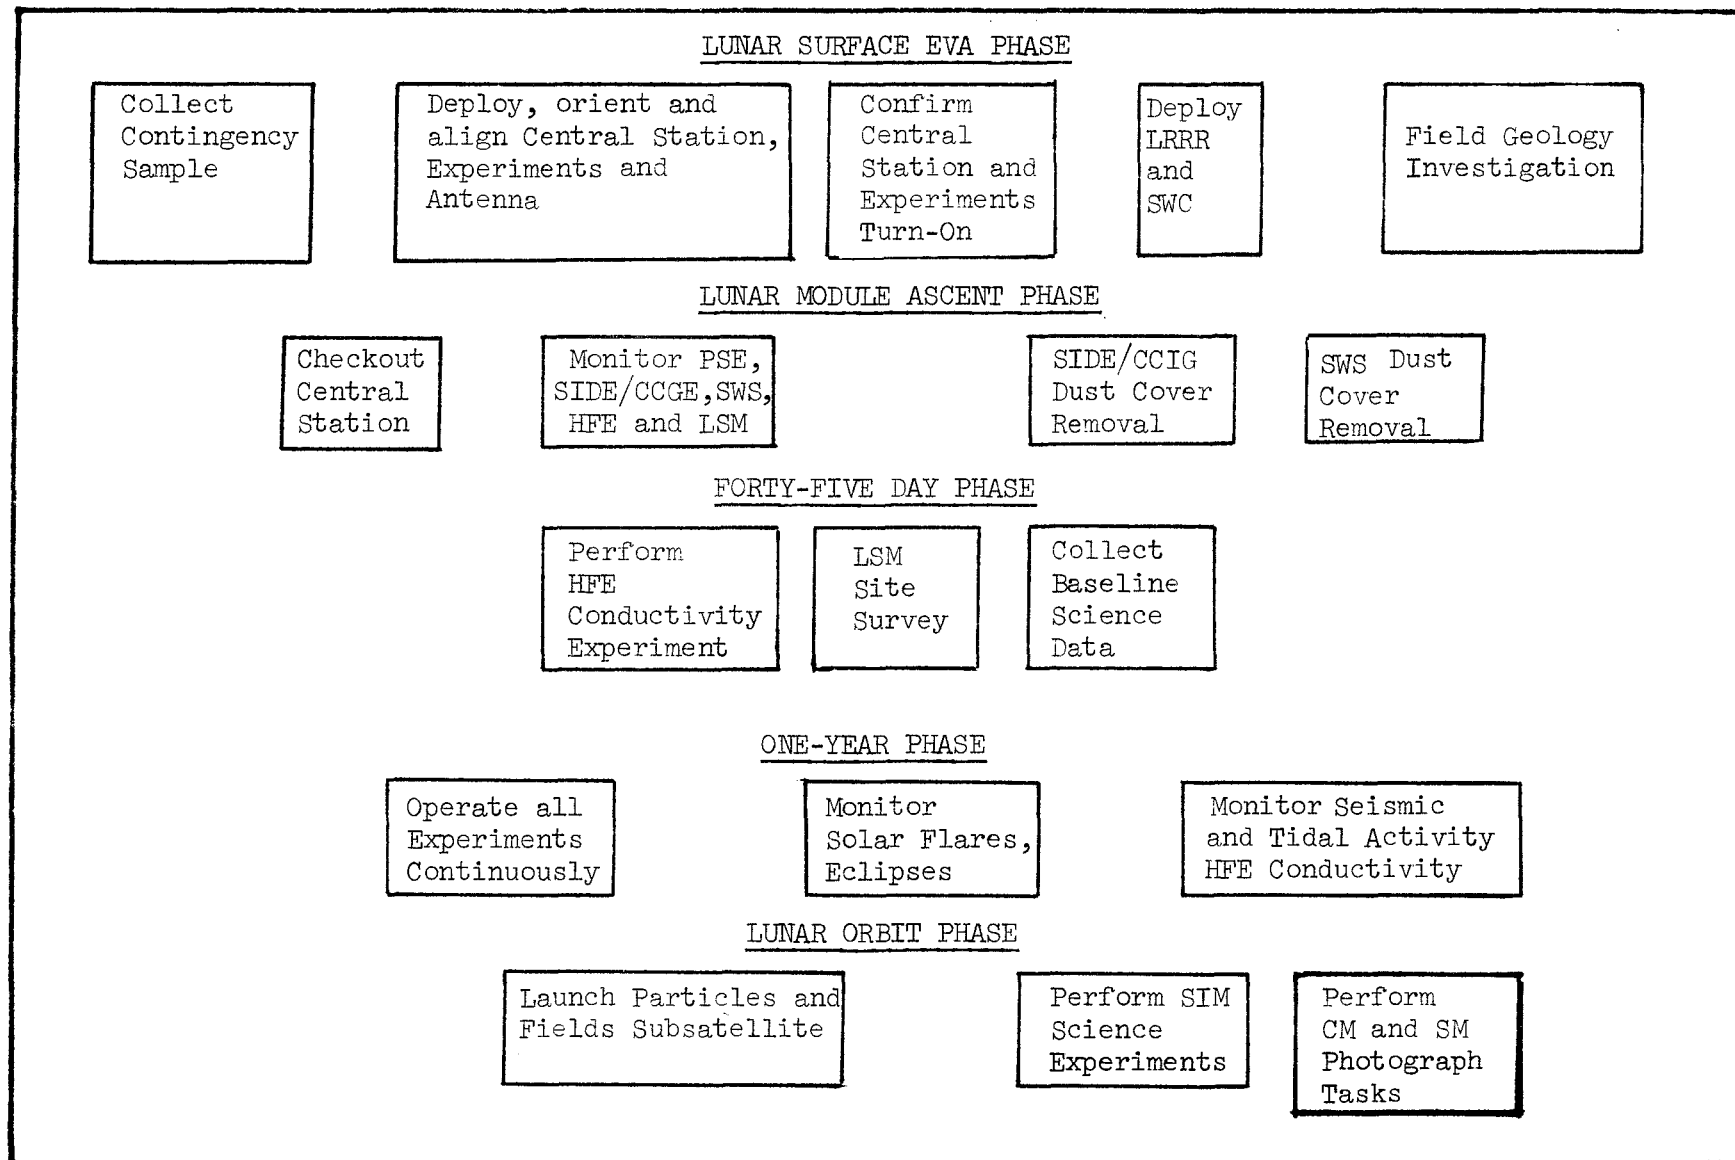 LUNAR SURFACE EVA PHASE
Collect
Contingency
Sample
Deploy, orient and
align Central Station,
Experiments and
Antenna
Confirm
Central
Station and
Experiments
Turn-On
Deploy
LRRR
and
SWC
Field Geology
Investigation
LUNAR MODULE ASCENT PHASE
Checkout
Central
Station
Monitor PSE,
SIDE/CCGE,SWS,
HFE and LSM
SIDE/CCIG
Dust Cover
Removal
SWS Dust
Cover
Removal
FORTY-FIVE DAY PHASE
Perform
HFE
Conductivity
Experiment
LSM
Site
Survey
Collect
Baseline
Science
Data
ONE-YEAR PHASE
Operate all
Experiments
Continuously
Monitor
Solar Flares,
Eclipses
Monitor Seismic
and Tidal Activity
HFE Conductivity
LUNAR ORBIT PHASE
Launch Particles and
Fields Subsatellite
Perform SIM
Science
Experiments
Perform
CM and SM
Photograph
Tasks